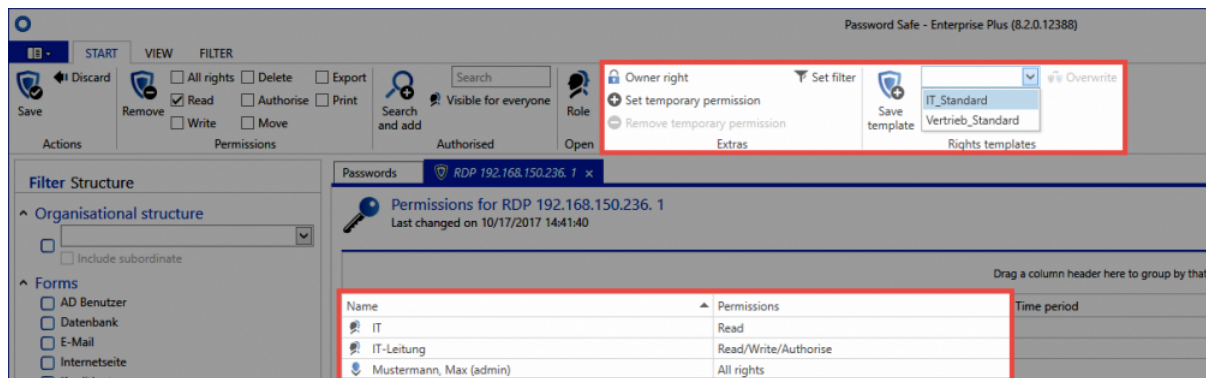 Password Safe - Enterprise Plus (8.2.0.12388)
START VIEW FILTER
Save
Discard
Actions
Remove
All rights Delete Export
Read Authorise Print
Write Move
Permissions
Search and add
Search
Visible for everyone
Authorised
Role
Open
Owner right Set filter
Set temporary permission
Remove temporary permission
Extras
Save template
Overwrite
IT_Standard
Vertrieb_Standard
Rights templates
Filter Structure
Organisational structure
Include subordinate
Forms
AD Benutzer
Datenbank
E-Mail
Internetseite
Passwords RDP 192.168.150.236. 1 ×
Permissions for RDP 192.168.150.236. 1
Last changed on 10/17/2017 14:41:40
Drag a column header here to group by that
Name Permissions Time period
IT Read
IT-Leitung Read/Write/Authorise
Mustermann, Max (admin) All rights